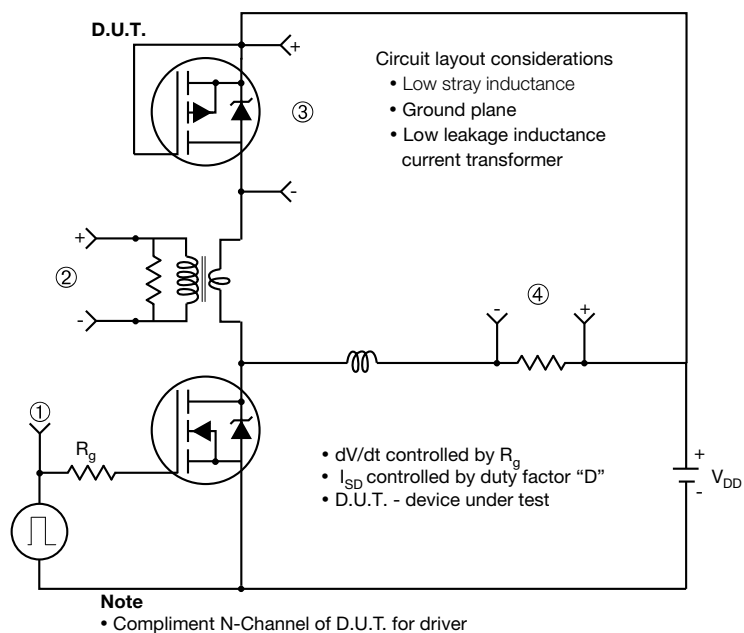 D.U.T.
+
Circuit layout considerations
• Low stray inductance
• Ground plane
• Low leakage inductance
current transformer
③
-
+
②
-
④
-
+
①
R_g
• dV/dt controlled by R_g
• I_SD controlled by duty factor “D”
• D.U.T. - device under test
+
V_DD
-
Note
• Compliment N-Channel of D.U.T. for driver